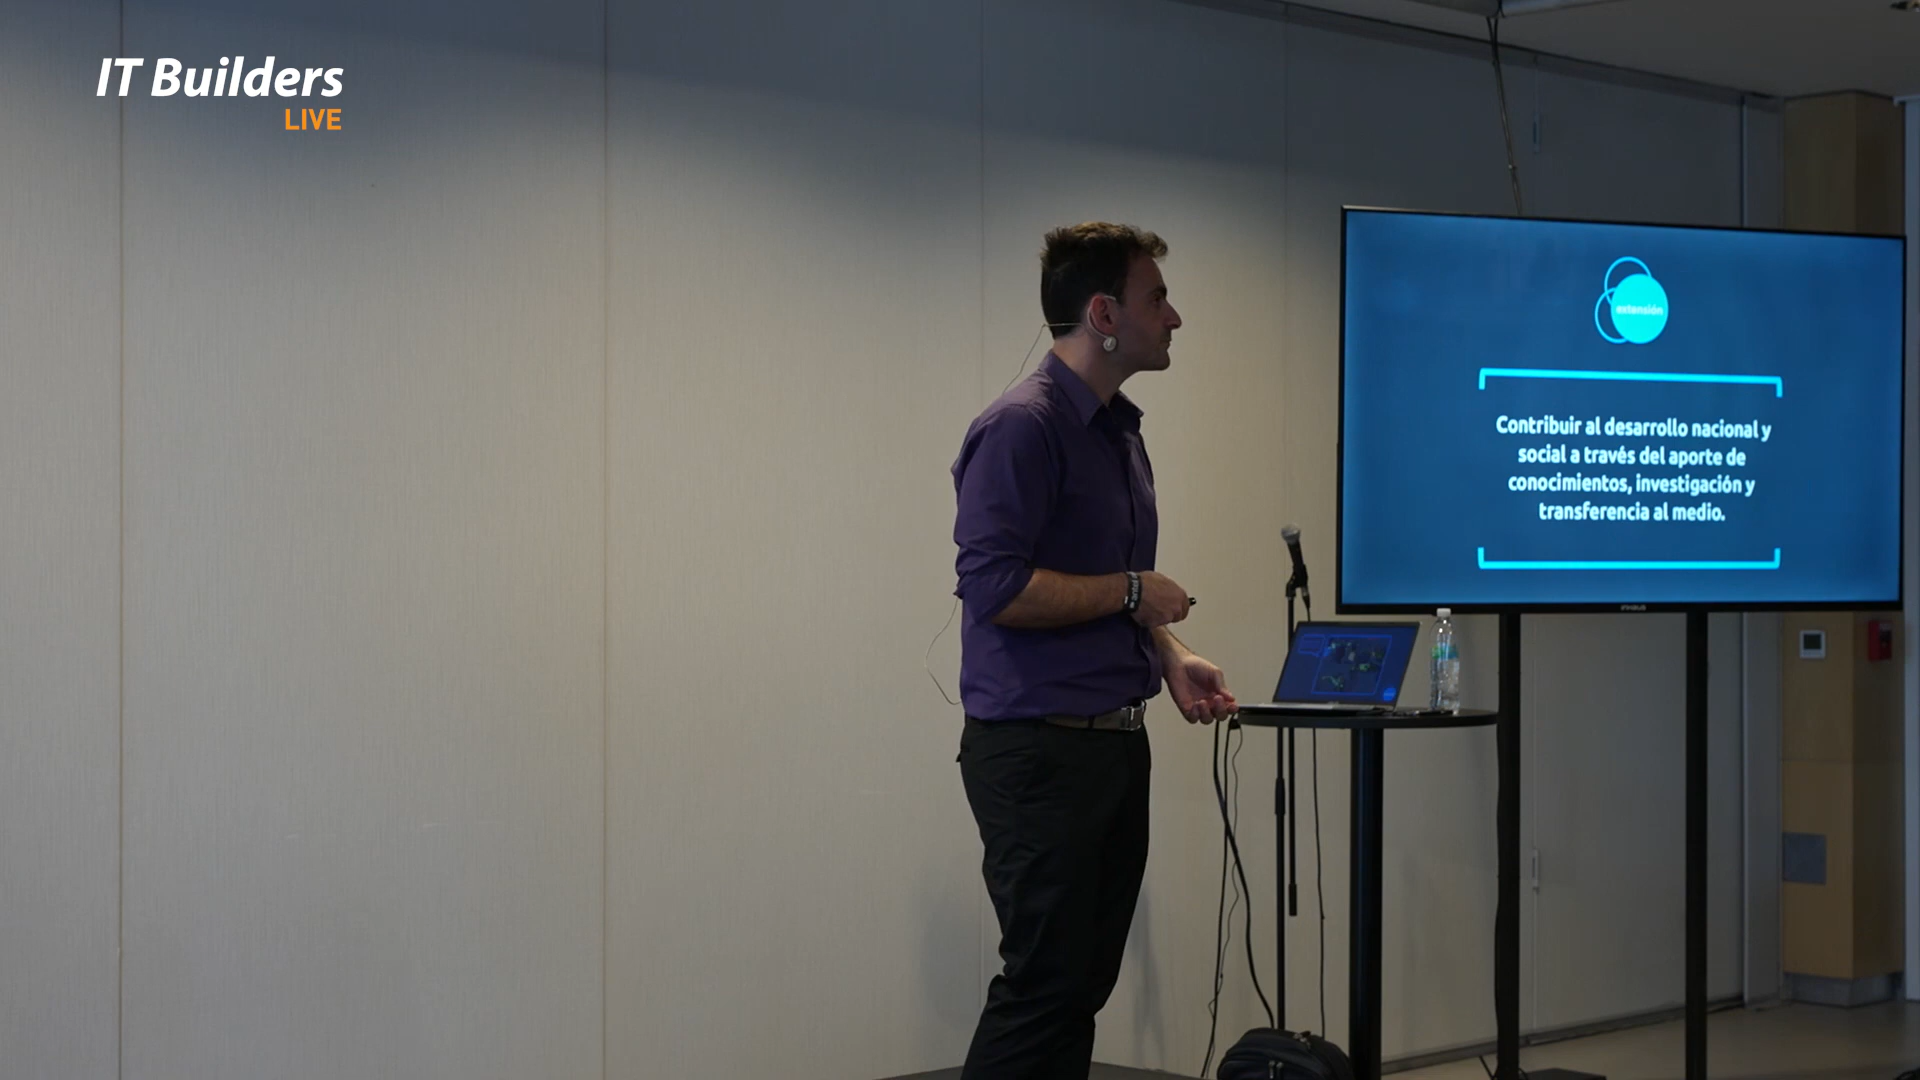 IT Builders
LIVE
extensión
Contribuir al desarrollo nacional y
social a través del aporte de
conocimientos, investigación y
transferencia al medio.